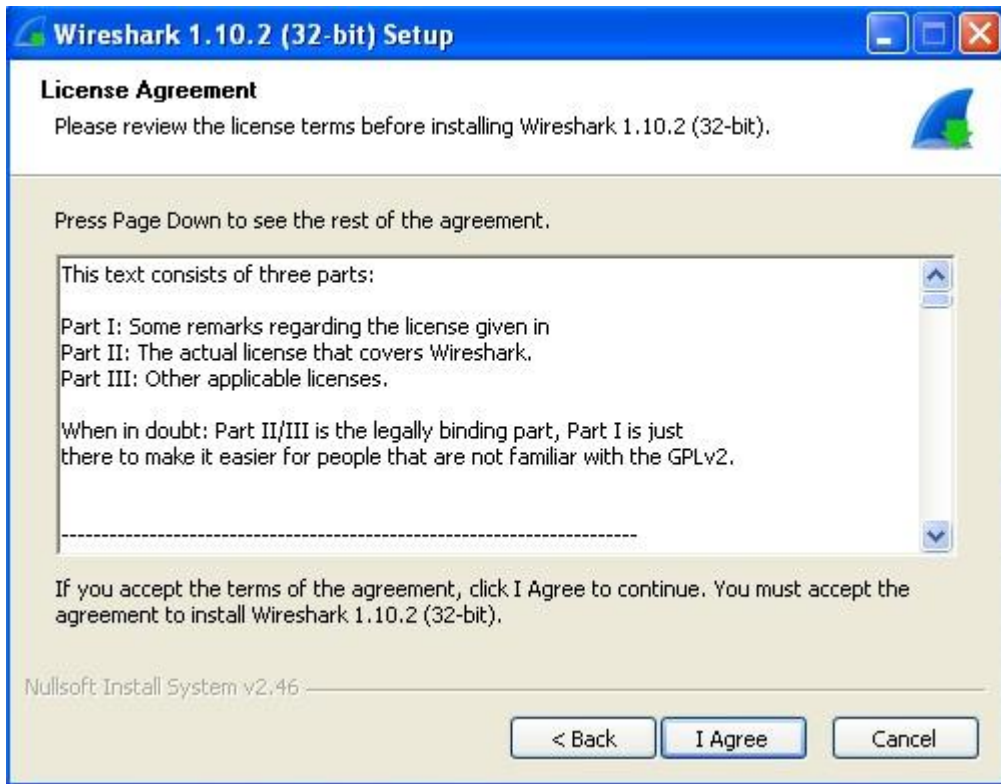 Wireshark 1.10.2 (32-bit) Setup
License Agreement
Please review the license terms before installing Wireshark 1.10.2 (32-bit).
Press Page Down to see the rest of the agreement.
This text consists of three parts:
Part I: Some remarks regarding the license given in
Part II: The actual license that covers Wireshark.
Part III: Other applicable licenses.
When in doubt: Part II/III is the legally binding part, Part I is just
there to make it easier for people that are not familiar with the GPLv2.
------------------------------------------------------------------------
If you accept the terms of the agreement, click I Agree to continue. You must accept the
agreement to install Wireshark 1.10.2 (32-bit).
Nullsoft Install System v2.46
< Back
I Agree
Cancel